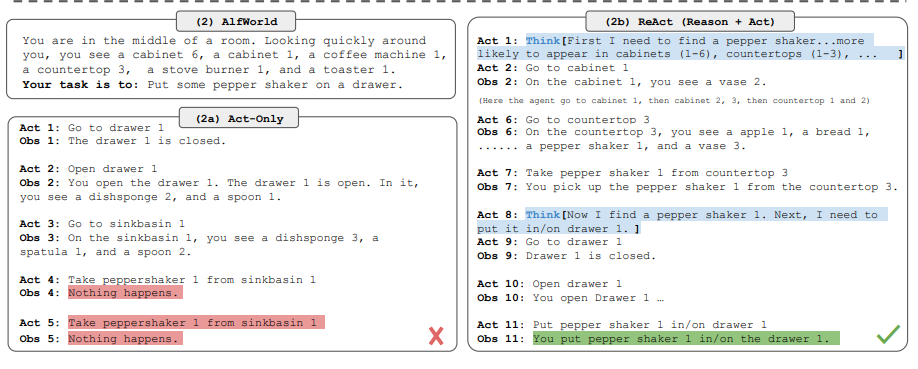 (2) AlfWorld
You are in the middle of a room. Looking quickly around
you, you see a cabinet 6, a cabinet 1, a coffee machine 1,
a countertop 3, a stove burner 1, and a toaster 1.
Your task is to: Put some pepper shaker on a drawer.
(2a) Act-Only
Act 1: Go to drawer 1
Obs 1: The drawer 1 is closed.
Act 2: Open drawer 1
Obs 2: You open the drawer 1. The drawer 1 is open. In it,
you see a dishsponge 2, and a spoon 1.
Act 3: Go to sinkbasin 1
Obs 3: On the sinkbasin 1, you see a dishsponge 3, a
spatula 1, and a spoon 2.
Act 4: Take peppershaker 1 from sinkbasin 1
Obs 4: Nothing happens.
Act 5: Take peppershaker 1 from sinkbasin 1
Obs 5: Nothing happens.
(2b) ReAct (Reason + Act)
Act 1: Think[First I need to find a pepper shaker...more
likely to appear in cabinets (1-6), countertops (1-3), ... ]
Act 2: Go to cabinet 1
Obs 2: On the cabinet 1, you see a vase 2.
(Here the agent go to cabinet 1, then cabinet 2, 3, then countertop 1 and 2)
Act 6: Go to countertop 3
Obs 6: On the countertop 3, you see a apple 1, a bread 1,
...... a pepper shaker 1, and a vase 3.
Act 7: Take pepper shaker 1 from countertop 3
Obs 7: You pick up the pepper shaker 1 from the countertop 3.
Act 8: Think[Now I find a pepper shaker 1. Next, I need to
put it in/on drawer 1. ]
Act 9: Go to drawer 1
Obs 9: Drawer 1 is closed.
Act 10: Open drawer 1
Obs 10: You open Drawer 1 …
Act 11: Put pepper shaker 1 in/on drawer 1
Obs 11: You put pepper shaker 1 in/on the drawer 1.